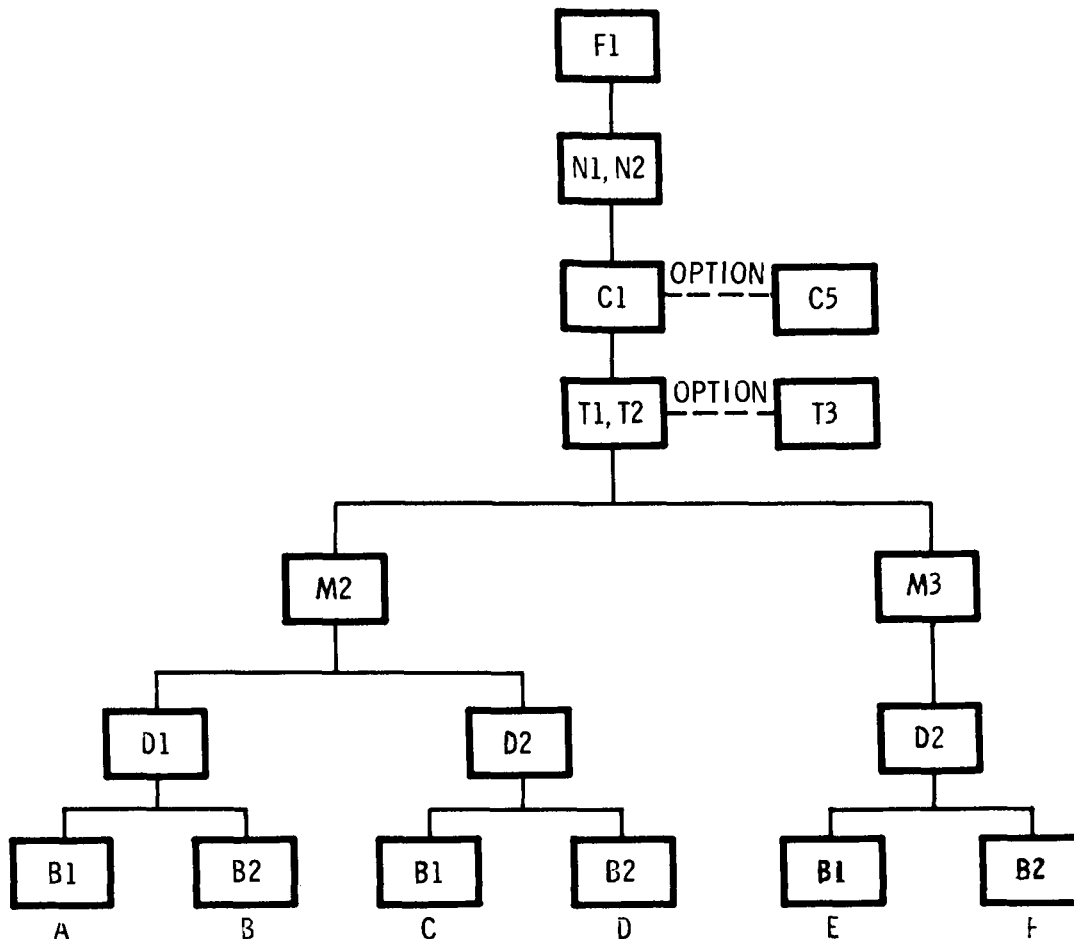 F1
N1, N2
C1 OPTION C5
T1, T2 OPTION T3
M2 M3
D1 D2 D2
B1 B2 B1 B2 B1 B2
A B C D E F